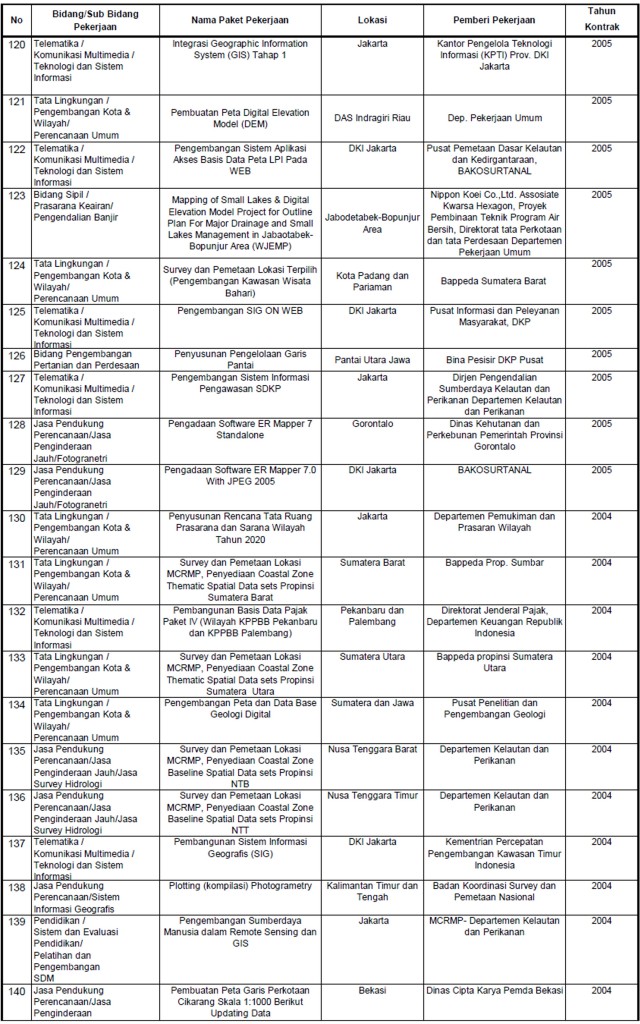 No
Bidang/Sub Bidang
Pekerjaan
Nama Paket Pekerjaan
Lokasi
Pemberi Pekerjaan
Tahun
Kontrak
120
Telematika /
Komunikasi Multimedia /
Teknologi dan Sistem
Informasi
Integrasi Geographic Information
System (GIS) Tahap 1
Jakarta
Kantor Pengelola Teknologi
Informasi (KPTI) Prov. DKI
Jakarta
2005
121
Tata Lingkungan /
Pengembangan Kota &
Wilayah/
Perencanaan Umum
Pembuatan Peta Digital Elevation
Model (DEM)
DAS Indragiri Riau
Dep. Pekerjaan Umum
2005
122
Telematika /
Komunikasi Multimedia /
Teknologi dan Sistem
Informasi
Pengembangan Sistem Aplikasi
Akses Basis Data Peta LPI Pada
WEB
DKI Jakarta
Pusat Pemetaan Dasar Kelautan
dan Kedirgantaraan,
BAKOSURTANAL
2005
123
Bidang Sipil /
Prasarana Keairan/
Pengendalian Banjir
Mapping of Small Lakes & Digital
Elevation Model Project for Outline
Plan For Major Drainage and Small
Lakes Management in Jabaotabek-
Bopunjur Area (WJEMP)
Jabodetabek-Bopunjur
Area
Nippon Koei Co.,Ltd. Assosiate
Kwarsa Hexagon, Proyek
Pembinaan Teknik Program Air
Bersih, Direktorat tata Perkotaan
dan tata Perdesaan Departemen
Pekerjaan Umum
2005
124
Tata Lingkungan /
Pengembangan Kota &
Wilayah/
Perencanaan Umum
Survey dan Pemetaan Lokasi Terpilih
(Pengembangan Kawasan Wisata
Bahari)
Kota Padang dan
Pariaman
Bappeda Sumatera Barat
2005
125
Telematika /
Komunikasi Multimedia /
Teknologi dan Sistem
Informasi
Pengembangan SIG ON WEB
DKI Jakarta
Pusat Informasi dan Peleyanan
Masyarakat, DKP
2005
126
Bidang Pengembangan
Pertanian dan Perdesaan
Penyusunan Pengelolaan Garis
Pantai
Pantai Utara Jawa
Bina Pesisir DKP Pusat
2005
127
Telematika /
Komunikasi Multimedia /
Teknologi dan Sistem
Informasi
Pengembangan Sistem Informasi
Pengawasan SDKP
Jakarta
Dirjen Pengendalian
Sumberdaya Kelautan dan
Perikanan Departemen Kelautan
dan Perikanan
2005
128
Jasa Pendukung
Perencanaan/Jasa
Penginderaan
Jauh/Fotogranetri
Pengadaan Software ER Mapper 7
Standalone
Gorontalo
Dinas Kehutanan dan
Perkebunan Pemerintah Provinsi
Gorontalo
2005
129
Jasa Pendukung
Perencanaan/Jasa
Penginderaan
Jauh/Fotogranetri
Pengadaan Software ER Mapper 7.0
With JPEG 2005
DKI Jakarta
BAKOSURTANAL
2005
130
Tata Lingkungan /
Pengembangan Kota &
Wilayah/
Perencanaan Umum
Penyusunan Rencana Tata Ruang
Prasarana dan Sarana Wilayah
Tahun 2020
Jakarta
Departemen Pemukiman dan
Prasaran Wilayah
2004
131
Tata Lingkungan /
Pengembangan Kota &
Wilayah/
Perencanaan Umum
Survey dan Pemetaan Lokasi
MCRMP, Penyediaan Coastal Zone
Thematic Spatial Data sets Propinsi
Sumatera Barat
Sumatera Barat
Bappeda Prop. Sumbar
2004
132
Telematika /
Komunikasi Multimedia /
Teknologi dan Sistem
Informasi
Pembangunan Basis Data Pajak
Paket IV (Wilayah KPPBB Pekanbaru
dan KPPBB Palembang)
Pekanbaru dan
Palembang
Direktorat Jenderal Pajak,
Departemen Keuangan Republik
Indonesia
2004
133
Tata Lingkungan /
Pengembangan Kota &
Wilayah/
Perencanaan Umum
Survey dan Pemetaan Lokasi
MCRMP, Penyediaan Coastal Zone
Thematic Spatial Data sets Propinsi
Sumatera Utara
Sumatera Utara
Bappeda propinsi Sumatera
Utara
2004
134
Tata Lingkungan /
Pengembangan Kota &
Wilayah/
Perencanaan Umum
Pengembangan Peta dan Data Base
Geologi Digital
Sumatera dan Jawa
Pusat Penelitian dan
Pengembangan Geologi
2004
135
Jasa Pendukung
Perencanaan/Jasa
Penginderaan Jauh/Jasa
Survey Hidrologi
Survey dan Pemetaan Lokasi
MCRMP, Penyediaan Coastal Zone
Baseline Spatial Data sets Propinsi
NTB
Nusa Tenggara Barat
Departemen Kelautan dan
Perikanan
2004
136
Jasa Pendukung
Perencanaan/Jasa
Penginderaan Jauh/Jasa
Survey Hidrologi
Survey dan Pemetaan Lokasi
MCRMP, Penyediaan Coastal Zone
Baseline Spatial Data sets Propinsi
NTT
Nusa Tenggara Timur
Departemen Kelautan dan
Perikanan
2004
137
Telematika /
Komunikasi Multimedia /
Teknologi dan Sistem
Informasi
Pembangunan Sistem Informasi
Geografis (SIG)
DKI Jakarta
Kementrian Percepatan
Pengembangan Kawasan Timur
Indonesia
2004
138
Jasa Pendukung
Perencanaan/Sistem
Informasi Geografis
Plotting (kompilasi) Photogrametry
Kalimantan Timur dan
Tengah
Badan Koordinasi Survey dan
Pemetaan Nasional
2004
139
Pendidikan /
Sistem dan Evaluasi
Pendidikan/
Pelatihan dan
Pengembangan
SDM
Pengembangan Sumberdaya
Manusia dalam Remote Sensing dan
GIS
Jakarta
MCRMP- Departemen Kelautan
dan Perikanan
2004
140
Jasa Pendukung
Perencanaan/Jasa
Penginderaan
Pembuatan Peta Garis Perkotaan
Cikarang Skala 1:1000 Berikut
Updating Data
Bekasi
Dinas Cipta Karya Pemda Bekasi
2004